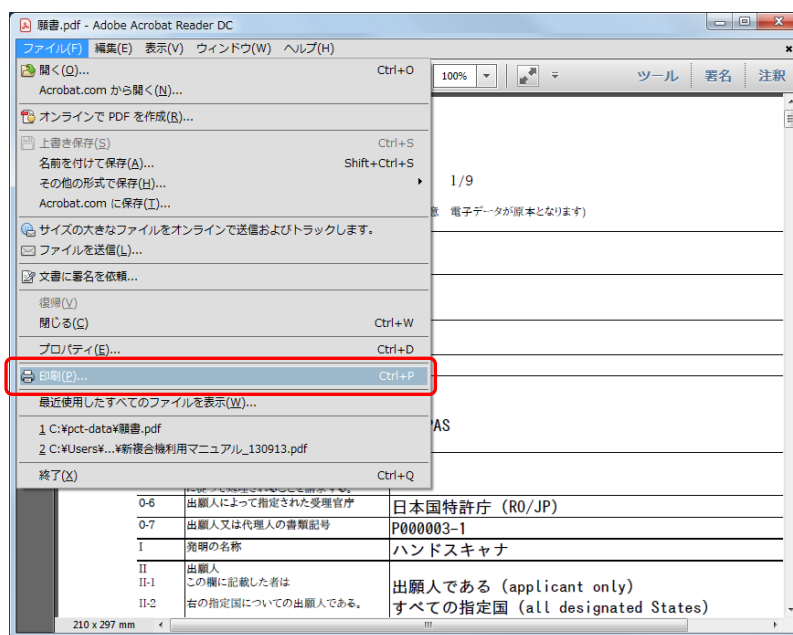 願書.pdf - Adobe Acrobat Reader DC
ファイル(F) 編集(E) 表示(V) ウィンドウ(W) ヘルプ(H)
開く(O)... Ctrl+O
Acrobat.com から開く(N)...
100% ツール 署名 注釈
オンラインで PDF を作成(R)...
上書き保存(S) Ctrl+S
名前を付けて保存(A)... Shift+Ctrl+S
その他の形式で保存(H)...
1/9
Acrobat.com に保存(T)...
電子データが原本となります)
サイズの大きなファイルをオンラインで送信およびトラックします。
ファイルを送信(L)...
文書に署名を依頼...
復帰(V)
閉じる(C) Ctrl+W
プロパティ(E)... Ctrl+D
印刷(P)... Ctrl+P
最近使用したすべてのファイルを表示(W)...
1 C:¥pct-data¥願書.pdf
PAS
2 C:¥Users¥...¥新複合機利用マニュアル_130913.pdf
終了(X) Ctrl+Q
0-6 出願人によって指定された受理官庁 日本国特許庁 (RO/JP)
0-7 出願人又は代理人の書類記号 P000003-1
I 発明の名称 ハンドスキャナ
II 出願人
II-1 この欄に記載した者は 出願人である (applicant only)
II-2 右の指定国についての出願人である。 すべての指定国 (all designated States)
210 x 297 mm